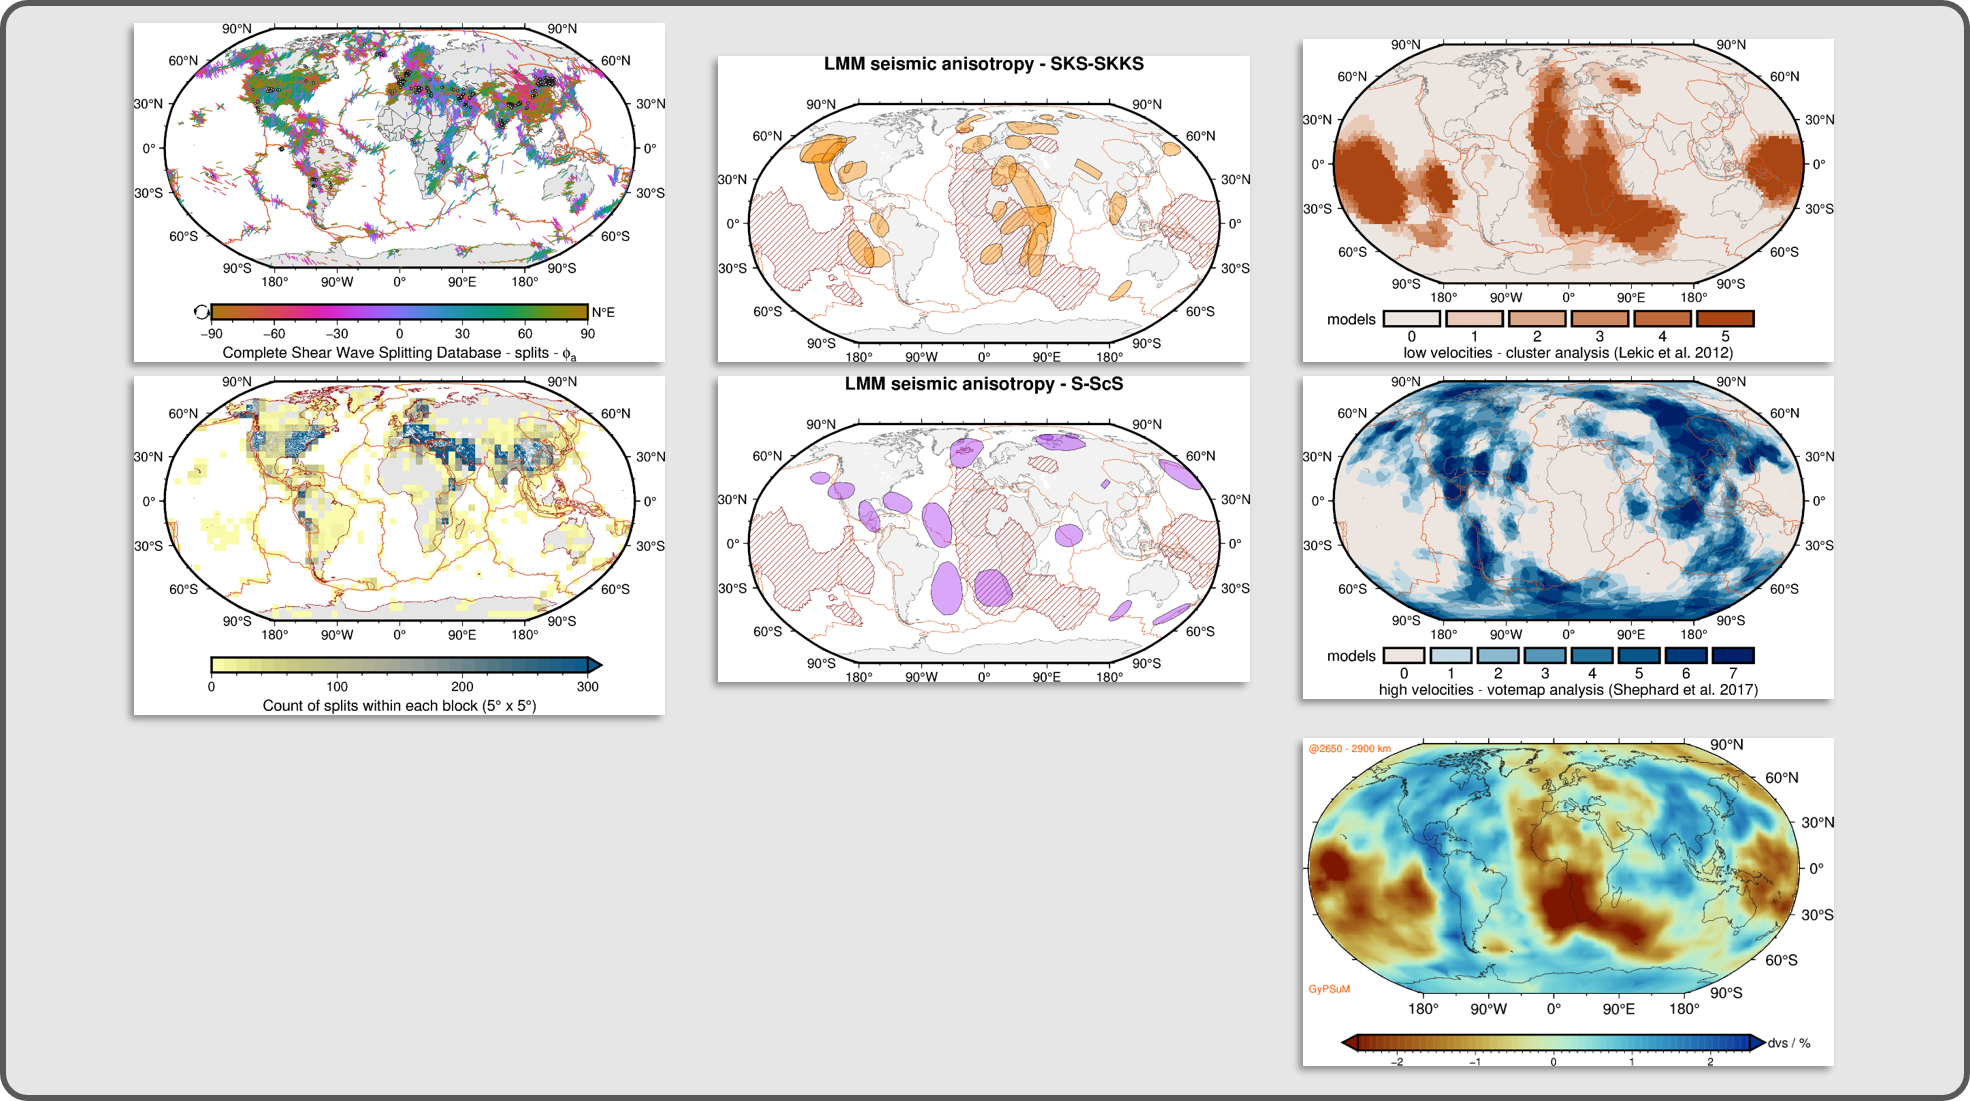 90°N 90°N
60°N 60°N
30°N 30°N
0° 0°
30°S 30°S
60°S 60°S
90°S 90°S
180° 90°W 0° 90°E 180°
N°E
−90 −60 −30 0 30 60 90
Complete Shear Wave Splitting Database - splits - ϕa
90°N 90°N
60°N 60°N
30°N 30°N
0° 0°
30°S 30°S
60°S 60°S
90°S 90°S
180° 90°W 0° 90°E 180°
0 100 200 300
Count of splits within each block (5° x 5°)
LMM seismic anisotropy - SKS-SKKS
90°N 90°N
60°N 60°N
30°N 30°N
0° 0°
30°S 30°S
60°S 60°S
90°S 90°S
180° 90°W 0° 90°E 180°
LMM seismic anisotropy - S-ScS
90°N 90°N
60°N 60°N
30°N 30°N
0° 0°
30°S 30°S
60°S 60°S
90°S 90°S
180° 90°W 0° 90°E 180°
90°N 90°N
60°N 60°N
30°N 30°N
0° 0°
30°S 30°S
60°S 60°S
90°S 90°S
180° 90°W 0° 90°E 180°
models
0 1 2 3 4 5
low velocities - cluster analysis (Lekic et al. 2012)
90°N 90°N
60°N 60°N
30°N 30°N
0° 0°
30°S 30°S
60°S 60°S
90°S 90°S
180° 90°W 0° 90°E 180°
models
0 1 2 3 4 5 6 7
high velocities - votemap analysis (Shephard et al. 2017)
@2650 - 2900 km
90°N
60°N
30°N
0°
30°S
60°S
GyPSuM
90°S
180° 90°W 0° 90°E 180°
dvs / %
−2 −1 0 1 2